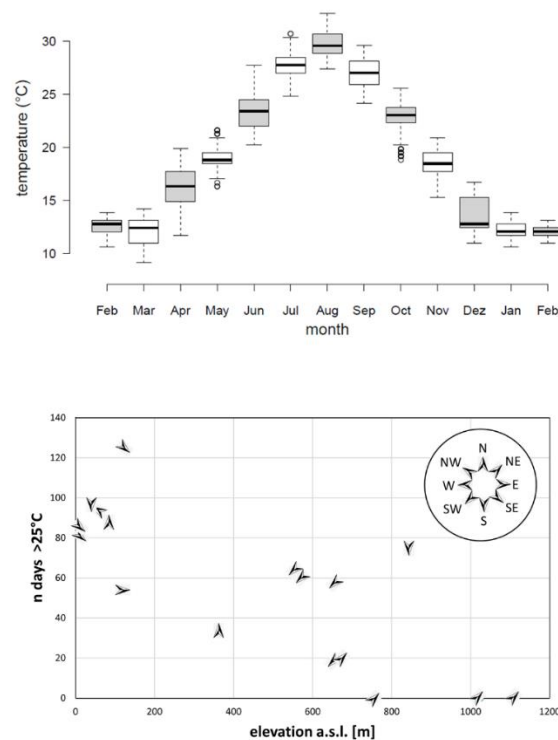 temperature (°C)
30
25
20
15
10
Feb Mar Apr May Jun Jul Aug Sep Oct Nov Dez Jan Feb
month
n days >25°C
140
120
100
80
60
40
20
0
N
NW NE
W E
SW SE
S
0 200 400 600 800 1000 1200
elevation a.s.l. [m]